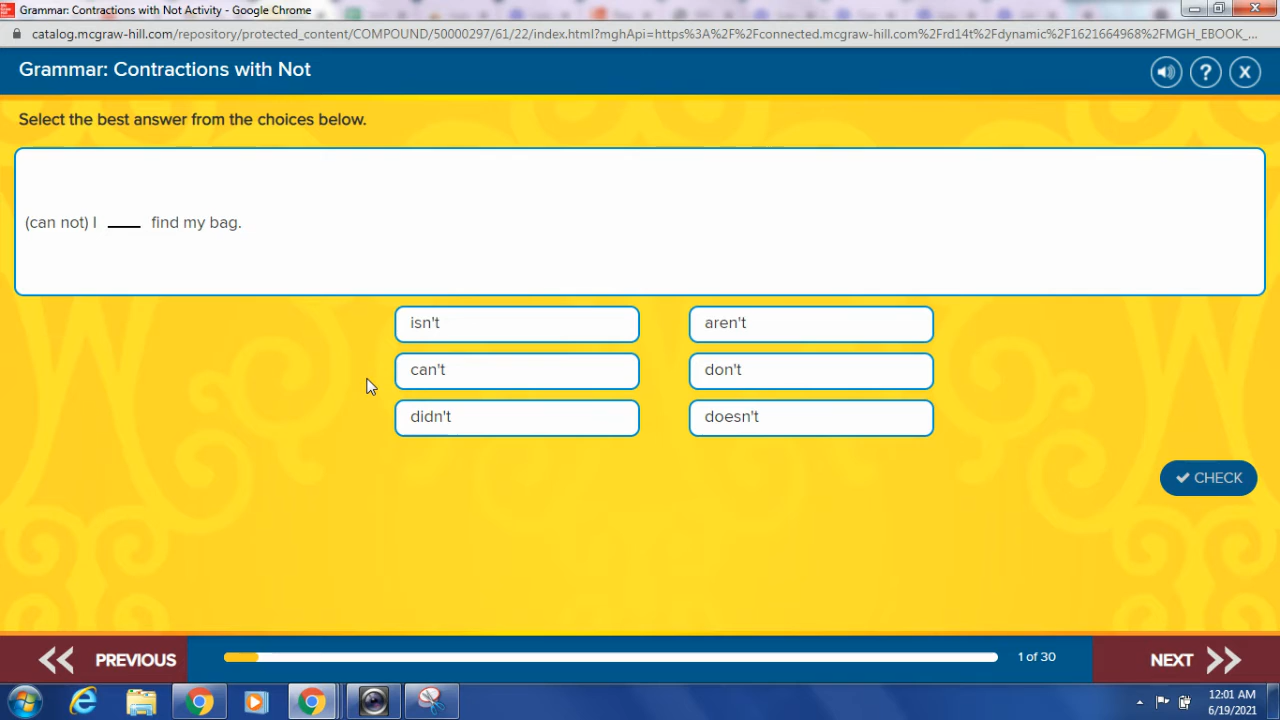 Grammar: Contractions with Not Activity - Google Chrome
catalog.mcgraw-hill.com/repository/protected_content/COMPOUND/50000297/61/22/index.html?mghApi=https%3A%2F%2Fconnected.mcgraw-hill.com%2Frd14t%2Fdynamic%2F1621664968%2FMGH_EBOOK_...
Grammar: Contractions with Not
?
X
Select the best answer from the choices below.
(can not) I ____ find my bag.
isn't
aren't
can't
don't
didn't
doesn't
CHECK
PREVIOUS
1 of 30
NEXT
12:01 AM
6/19/2021